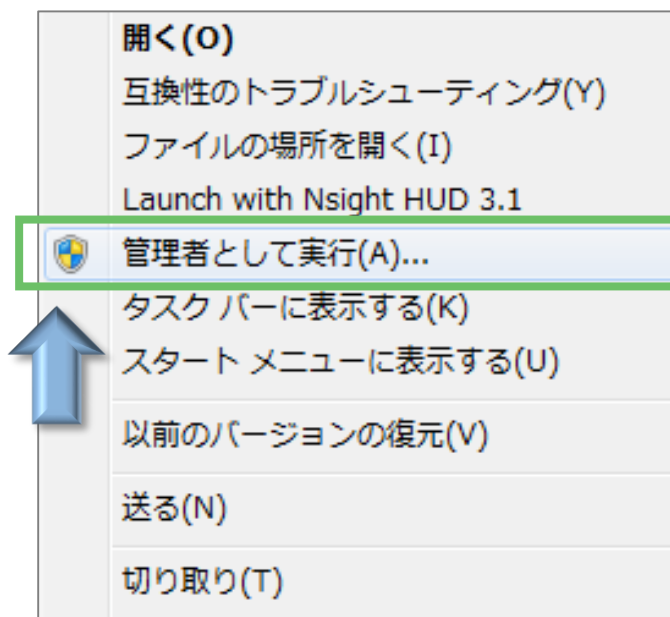 開く(O)
互換性のトラブルシューティング(Y)
ファイルの場所を開く(I)
Launch with Nsight HUD 3.1
管理者として実行(A)...
タスク バーに表示する(K)
スタート メニューに表示する(U)
以前のバージョンの復元(V)
送る(N)
切り取り(T)